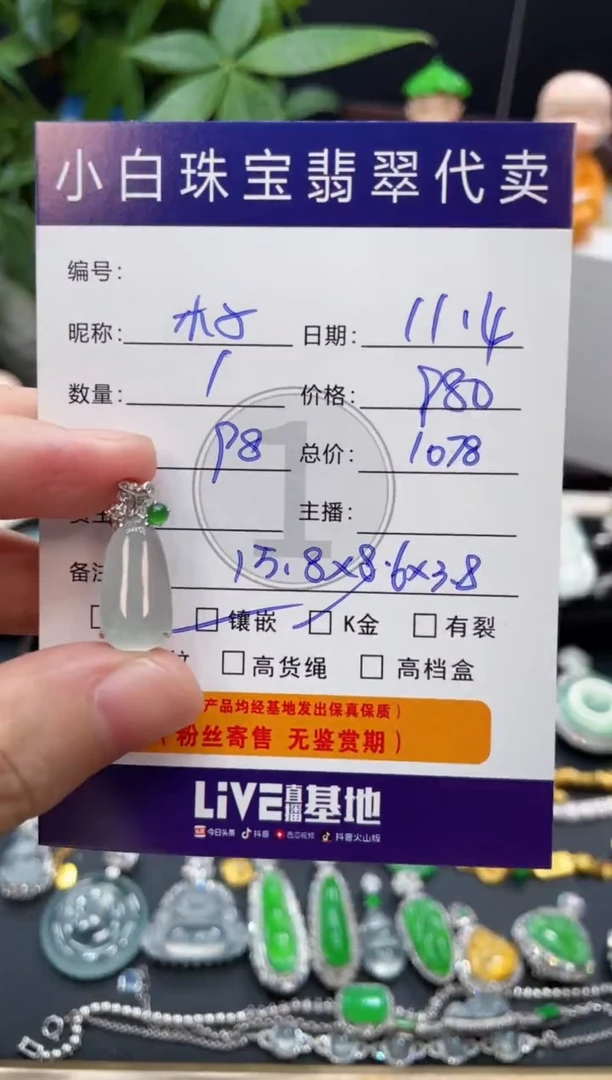 小白珠宝翡翠代卖
编号:
昵称: 日期: 11.4
数量: 1 价格: 980
98 总价: 1078
主播:
备注 15.8×8.6×3.8
□ □镶嵌 □K金 □有裂
□高货绳 □高档盒
产品均经基地发出保真保质)
(粉丝寄售 无鉴赏期)
LiVE直播基地
今日头条 抖音 西瓜视频 抖音火山版